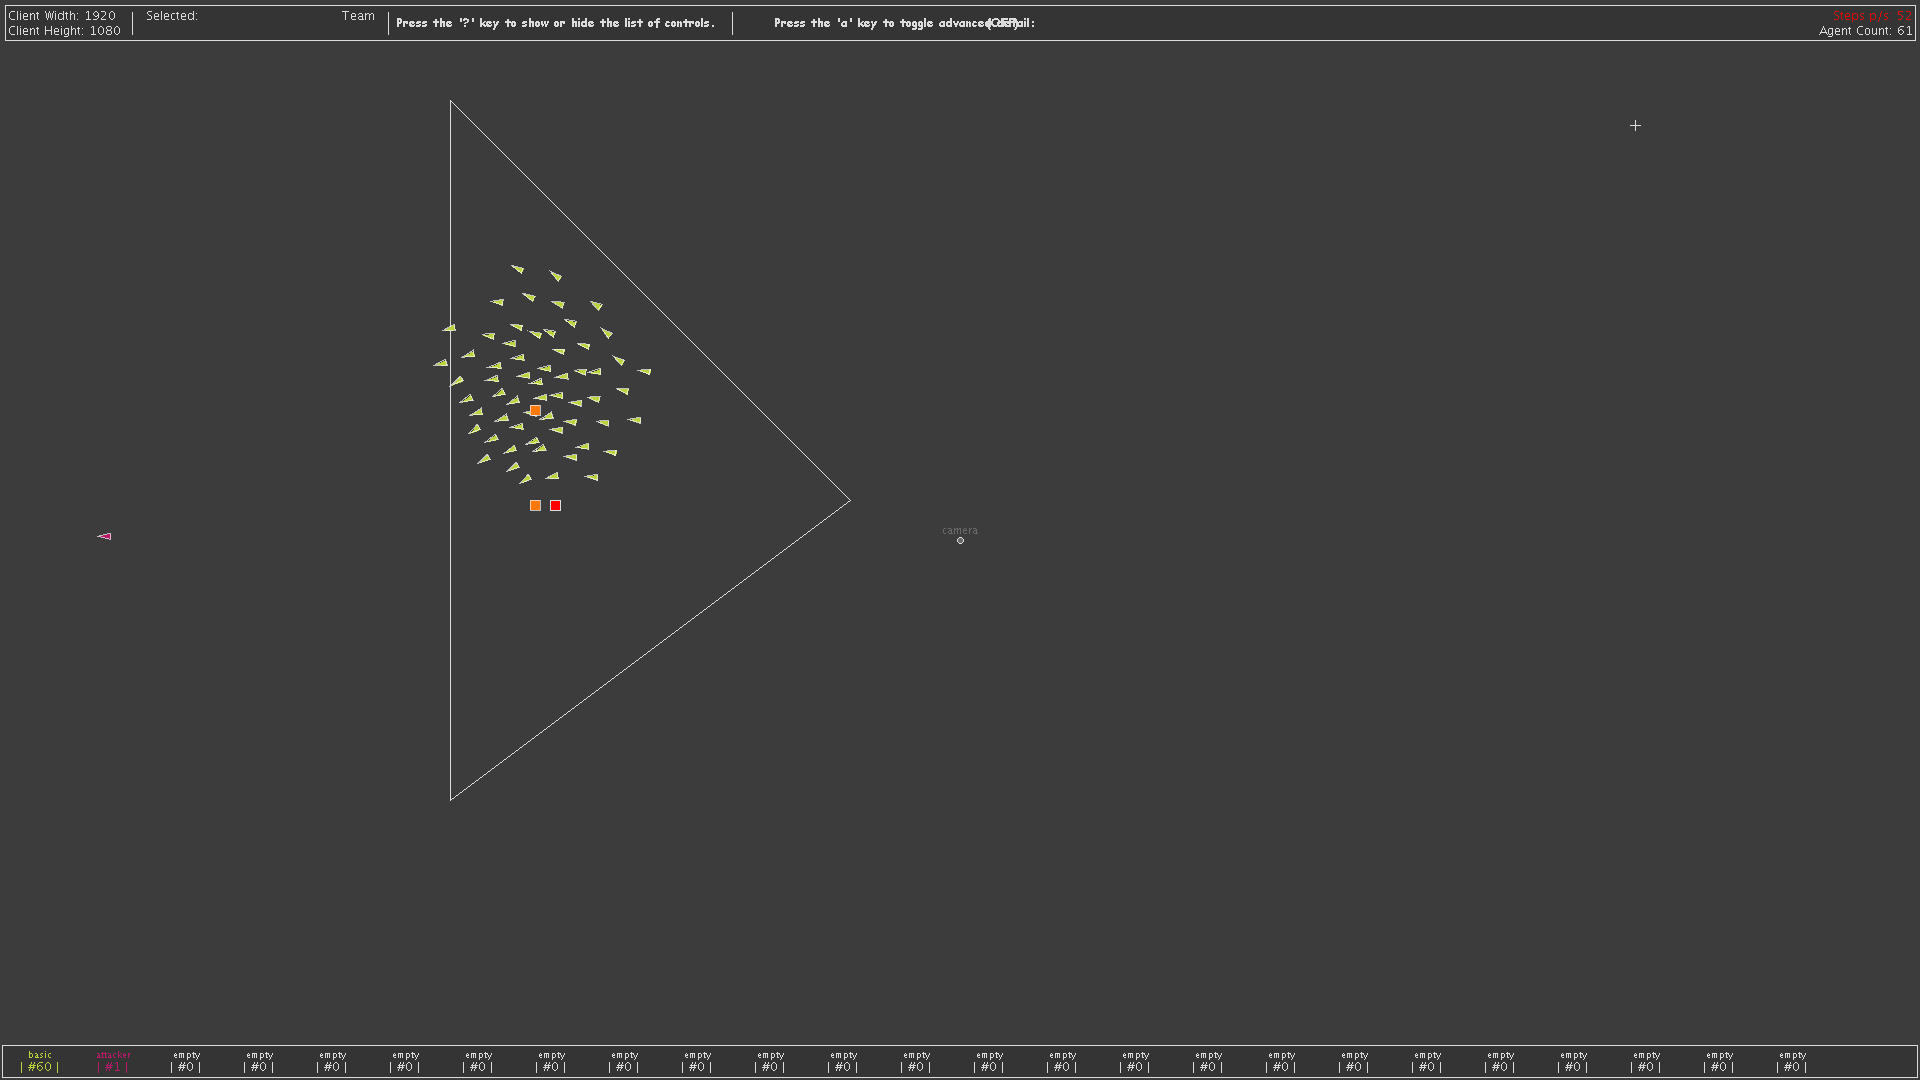 Client Width: 1920
Client Height: 1080
Selected:
Team
Press the '?' key to show or hide the list of controls.
Press the 'a' key to toggle advanced detail:
(OFF)
Steps p/s: 52
Agent Count: 61
camera
basic attacker empty empty empty empty empty empty empty empty empty empty empty empty empty empty empty empty empty empty empty empty empty empty empty
| #60 | | #1 | | #0 | | #0 | | #0 | | #0 | | #0 | | #0 | | #0 | | #0 | | #0 | | #0 | | #0 | | #0 | | #0 | | #0 | | #0 | | #0 | | #0 | | #0 | | #0 | | #0 | | #0 | | #0 | | #0 |